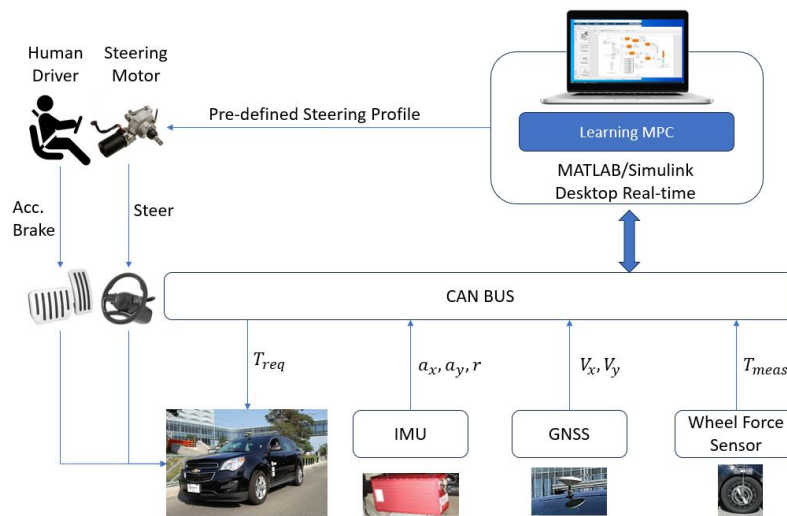 Human
Driver
Steering
Motor
Pre-defined Steering Profile
Learning MPC
MATLAB/Simulink
Desktop Real-time
Acc.
Brake
Steer
CAN BUS
T_req
a_x, a_y, r
V_x, V_y
T_meas
IMU
GNSS
Wheel Force
Sensor